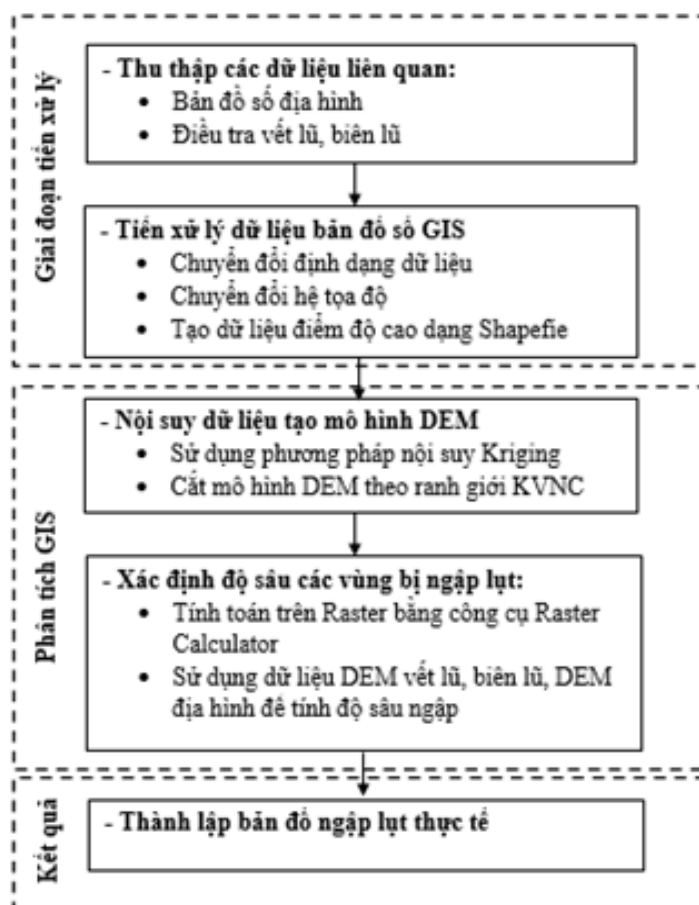 Giai đoạn tiền xử lý
- Thu thập các dữ liệu liên quan:
• Bản đồ số địa hình
• Điều tra vết lũ, biên lũ
- Tiền xử lý dữ liệu bản đồ số GIS
• Chuyển đổi định dạng dữ liệu
• Chuyển đổi hệ tọa độ
• Tạo dữ liệu điểm độ cao dạng Shapefie
Phân tích GIS
- Nội suy dữ liệu tạo mô hình DEM
• Sử dụng phương pháp nội suy Kriging
• Cắt mô hình DEM theo ranh giới KVNC
- Xác định độ sâu các vùng bị ngập lụt:
• Tính toán trên Raster bằng công cụ Raster
Calculator
• Sử dụng dữ liệu DEM vết lũ, biên lũ, DEM
địa hình để tính độ sâu ngập
Kết quả
- Thành lập bản đồ ngập lụt thực tế